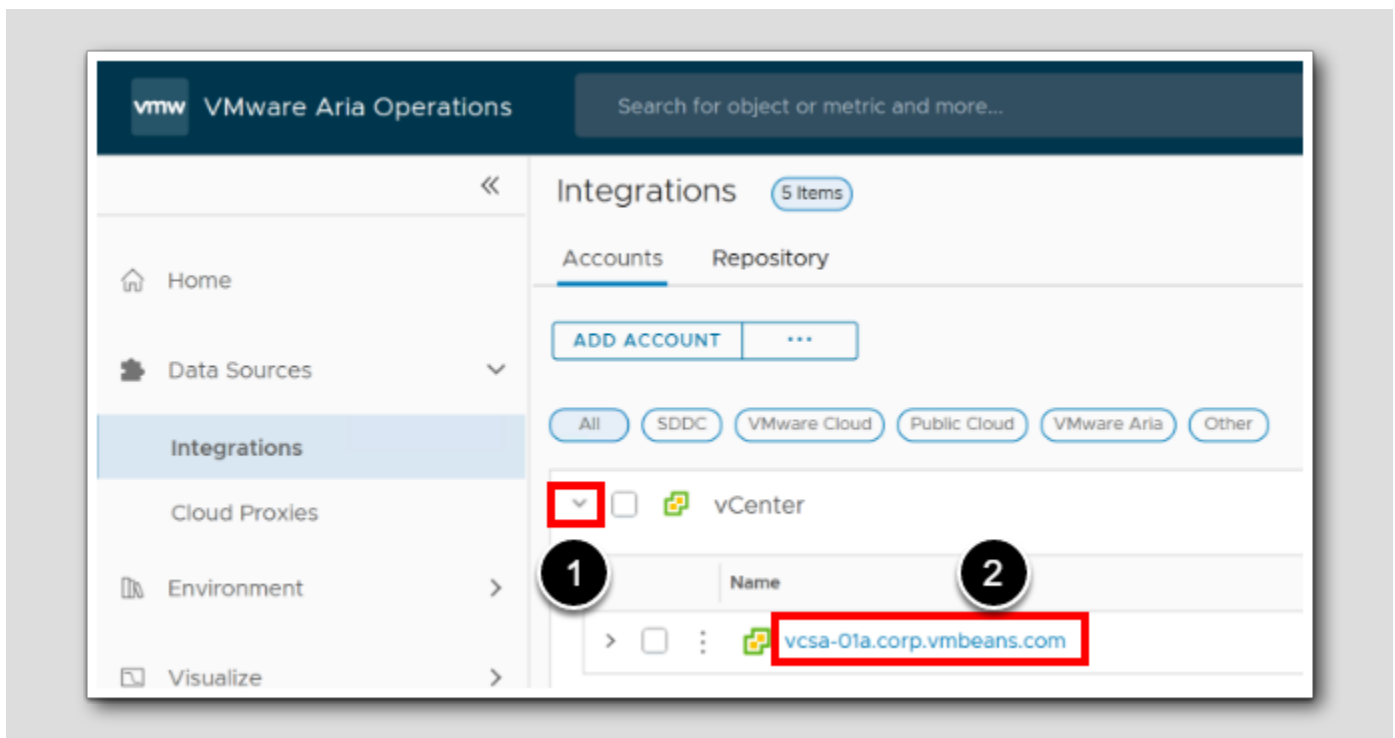 vmw VMware Aria Operations
Search for object or metric and more...
Integrations 5 Items
Accounts Repository
Home
ADD ACCOUNT ...
Data Sources
All SDDC VMware Cloud Public Cloud VMware Aria Other
Integrations
vCenter
Cloud Proxies
1 Name 2
Environment
vcsa-01a.corp.vmbeans.com
Visualize